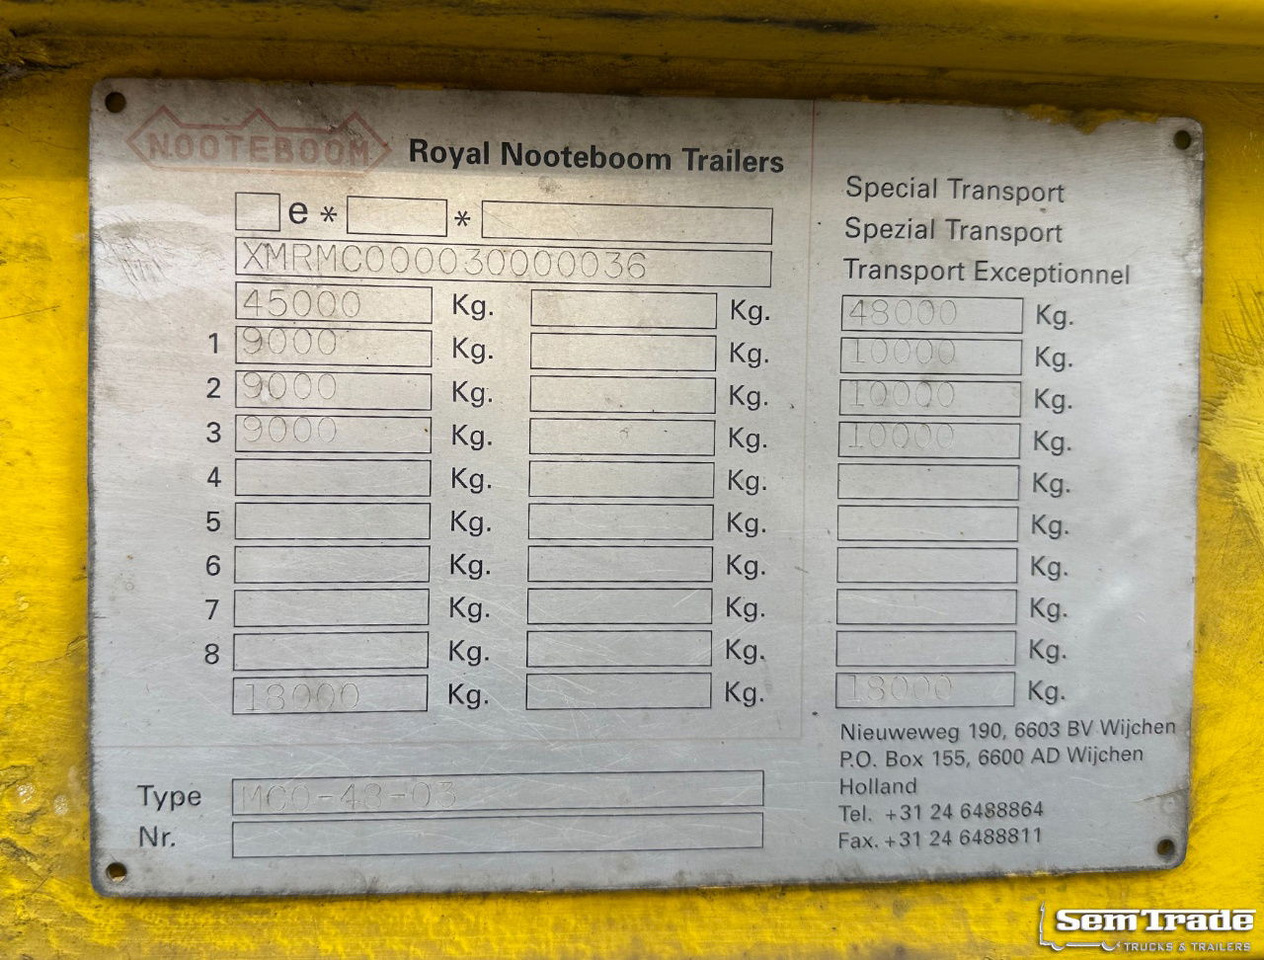 NOOTEBOOM
Royal Nooteboom Trailers
e * *
XMRMC000030000036
45000 Kg. Kg.
1 9000 Kg. Kg.
2 9000 Kg. Kg.
3 9000 Kg. Kg.
4 Kg. Kg.
5 Kg. Kg.
6 Kg. Kg.
7 Kg. Kg.
8 Kg. Kg.
18000 Kg. Kg.
Special Transport
Spezial Transport
Transport Exceptionnel
48000 Kg.
10000 Kg.
10000 Kg.
10000 Kg.
Kg.
Kg.
Kg.
Kg.
Kg.
18000 Kg.
Type MCO-48-03
Nr.
Nieuweweg 190, 6603 BV Wijchen
P.O. Box 155, 6600 AD Wijchen
Holland
Tel. +31 24 6488864
Fax. +31 24 6488811
SemTrade
TRUCKS & TRAILERS